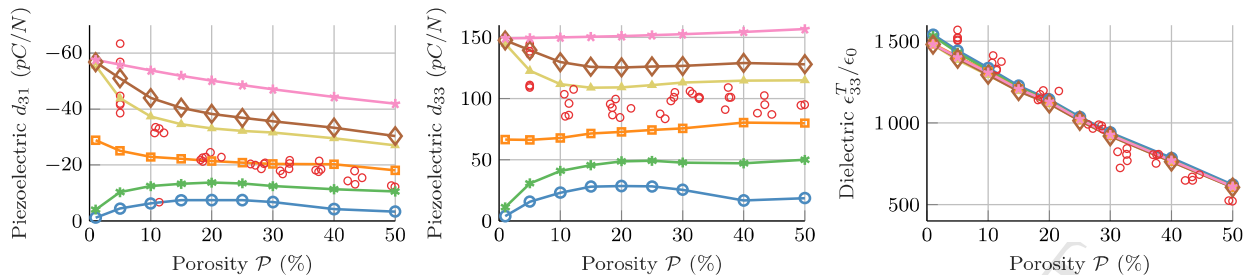 Piezoelectric d₃₁ (pC/N)
−60
−40
−20
0
0 10 20 30 40 50
Porosity 𝒫 (%)
Piezoelectric d₃₃ (pC/N)
150
100
50
0
0 10 20 30 40 50
Porosity 𝒫 (%)
Dielectric ϵᵀ₃₃/ϵ₀
1 500
1 000
500
0 10 20 30 40 50
Porosity 𝒫 (%)